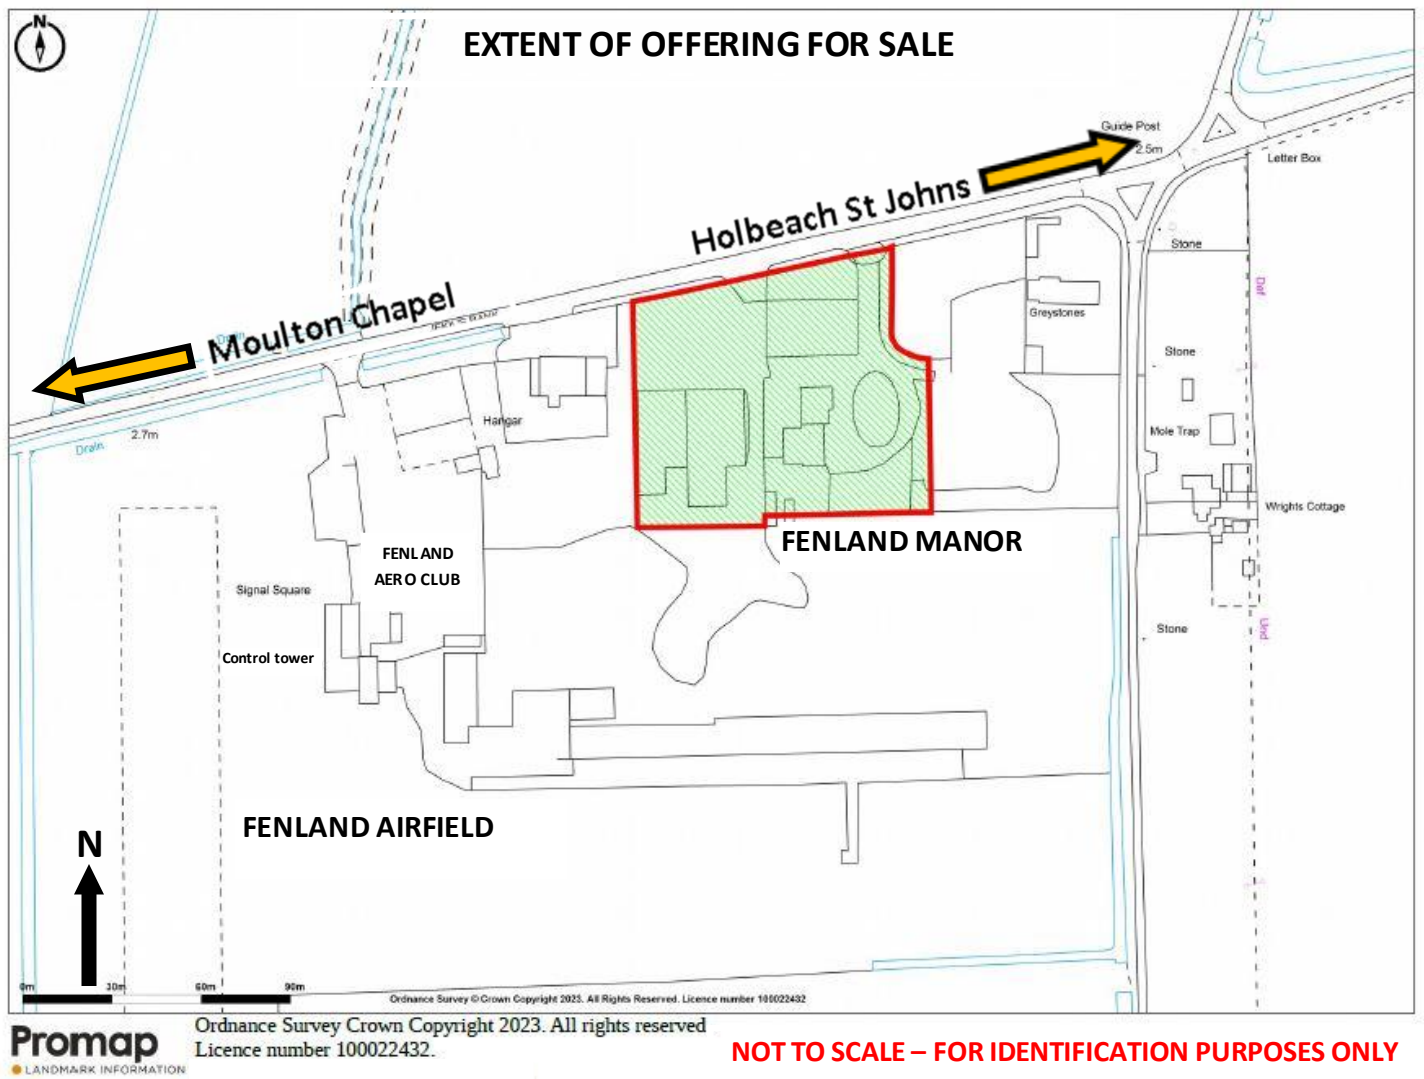 N
EXTENT OF OFFERING FOR SALE
Guide Post
2.5m
Letter Box
Holbeach St Johns
Stone
Def
Moulton Chapel
Drain
Greystones
Stone
2.7m
Drain
Hangar
Mole Trap
Wrights Cottage
FENLAND MANOR
FENLAND
AERO CLUB
Signal Square
Und
Stone
Control tower
FENLAND AIRFIELD
N
0m 30m 60m 90m
Ordnance Survey © Crown Copyright 2023. All Rights Reserved. Licence number 100022432
Promap
LANDMARK INFORMATION
Ordnance Survey Crown Copyright 2023. All rights reserved
Licence number 100022432.
NOT TO SCALE – FOR IDENTIFICATION PURPOSES ONLY